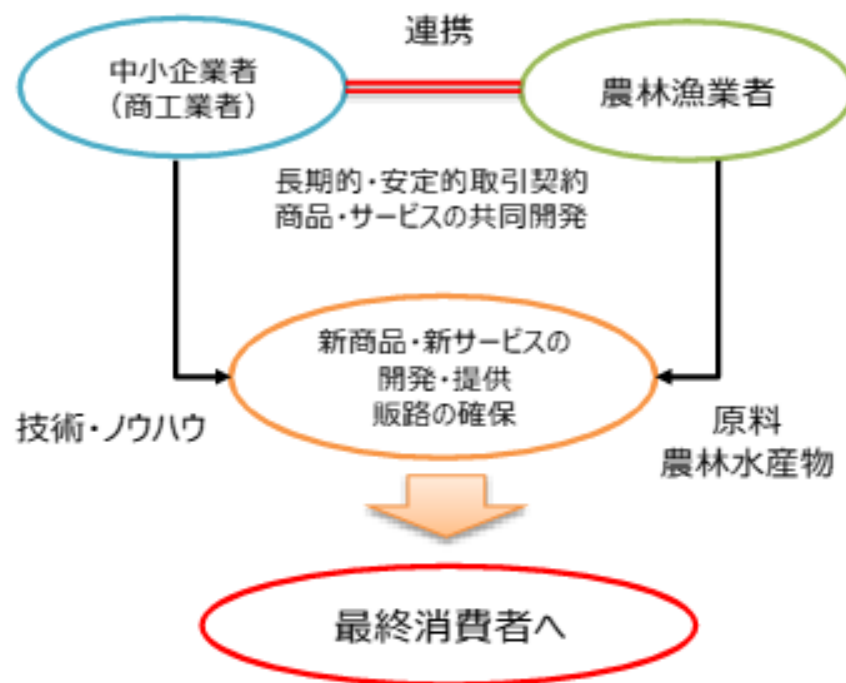 連携
中小企業者
(商工業者)
農林漁業者
長期的・安定的取引契約
商品・サービスの共同開発
新商品・新サービスの
開発・提供
販路の確保
技術・ノウハウ
原料
農林水産物
最終消費者へ